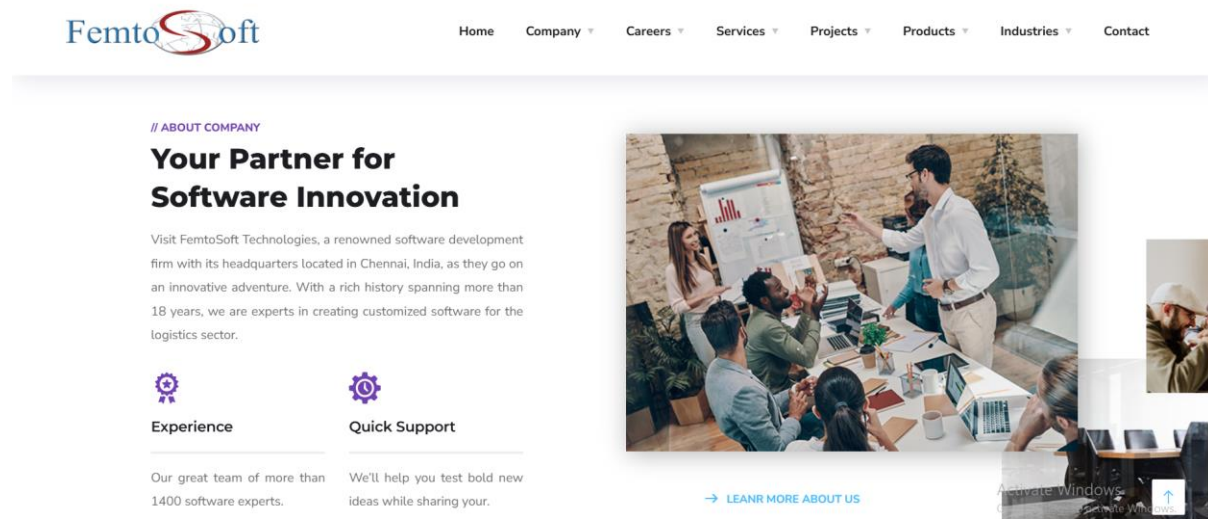 FemtoSoft
Home Company Careers Services Projects Products Industries Contact
// ABOUT COMPANY
Your Partner for
Software Innovation
Visit FemtoSoft Technologies, a renowned software development
firm with its headquarters located in Chennai, India, as they go on
an innovative adventure. With a rich history spanning more than
18 years, we are experts in creating customized software for the
logistics sector.
Experience
Our great team of more than
1400 software experts.
Quick Support
We'll help you test bold new
ideas while sharing your.
LEANR MORE ABOUT US
Activate Windows